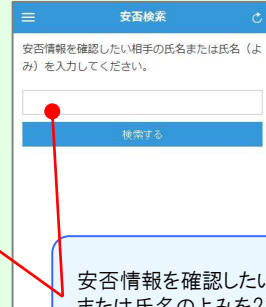 安否検索
安否情報を確認したい相手の氏名または氏名（よ
み）を入力してください。
検索する
安否情報を確認したい
または氏名のよみを2